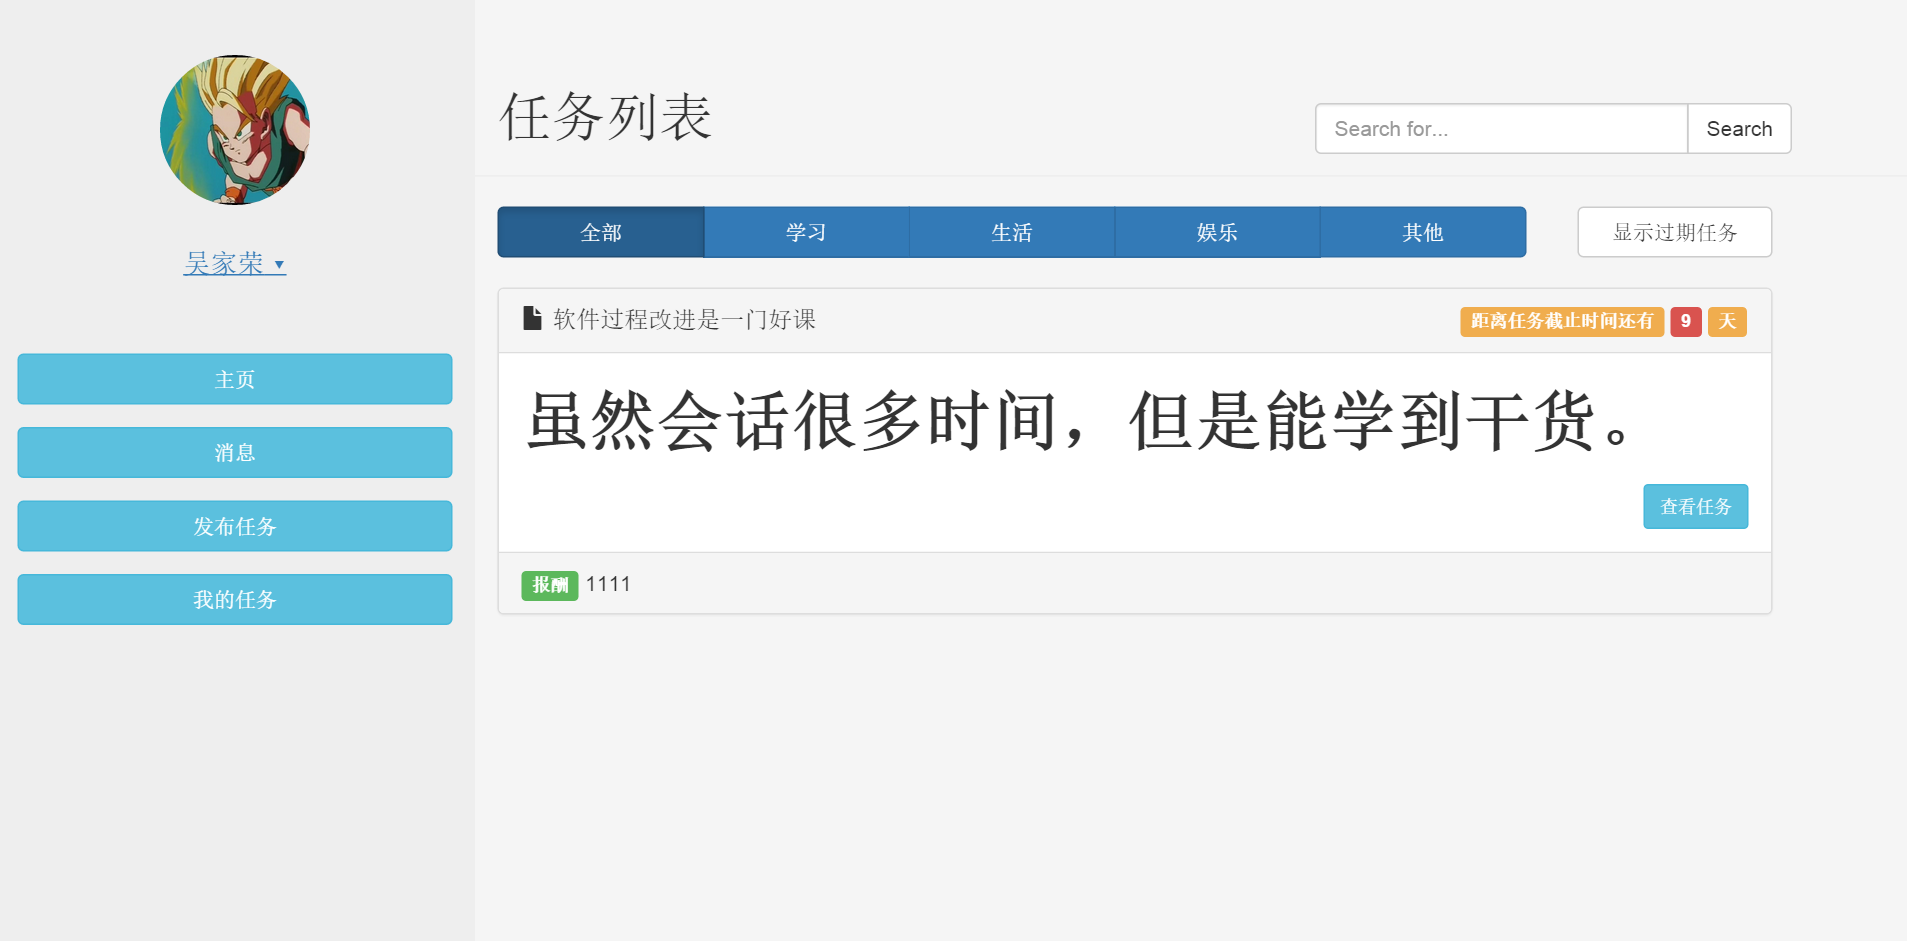 吴家荣
主页
消息
发布任务
我的任务
任务列表
Search for... Search
全部 学习 生活 娱乐 其他 显示过期任务
软件过程改进是一门好课 距离任务截止时间还有 9 天
虽然会话很多时间，但是能学到干货。
查看任务
报酬 1111